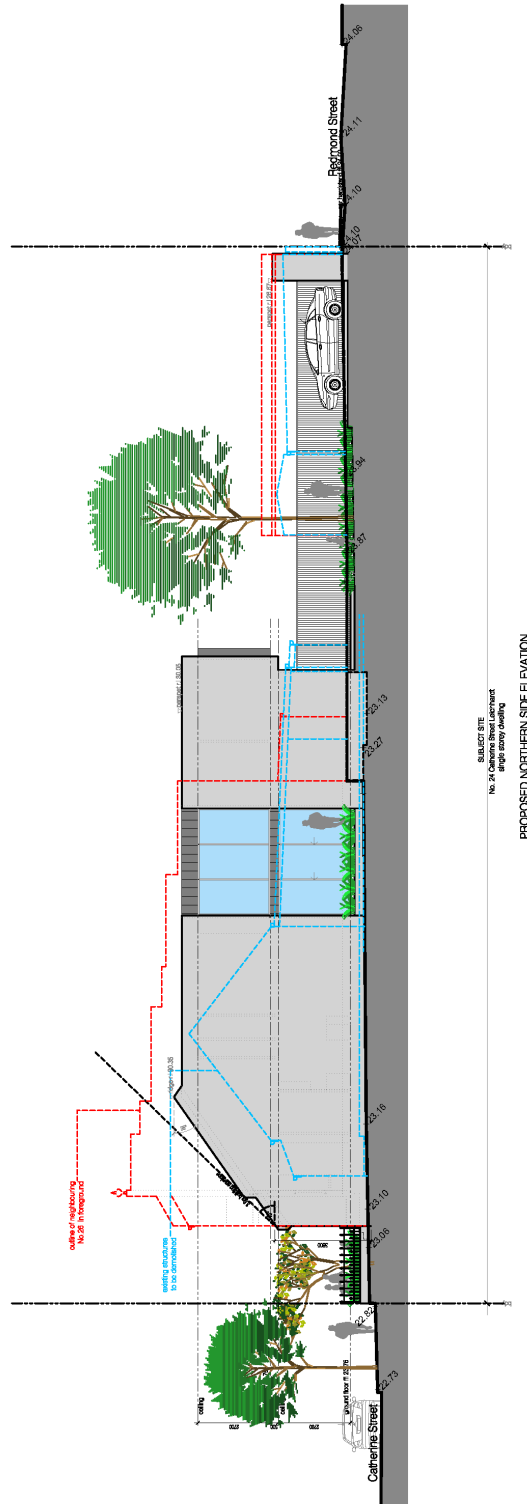 24.06
Redmond Street
24.11
24.10
24.10
24.07
23.94
23.87
23.13
23.27
SUBJECT SITE
No. 24 Catherine Street Leichhardt
single storey dwelling
PROPOSED NORTHERN SIDE ELEVATION
outline of neighbouring
No.26 in foreground
existing structures
to be demolished
23.16
23.10
23.06
22.82
22.73
ceiling
ground floor fl 23.76
2700
2700
Catherine Street